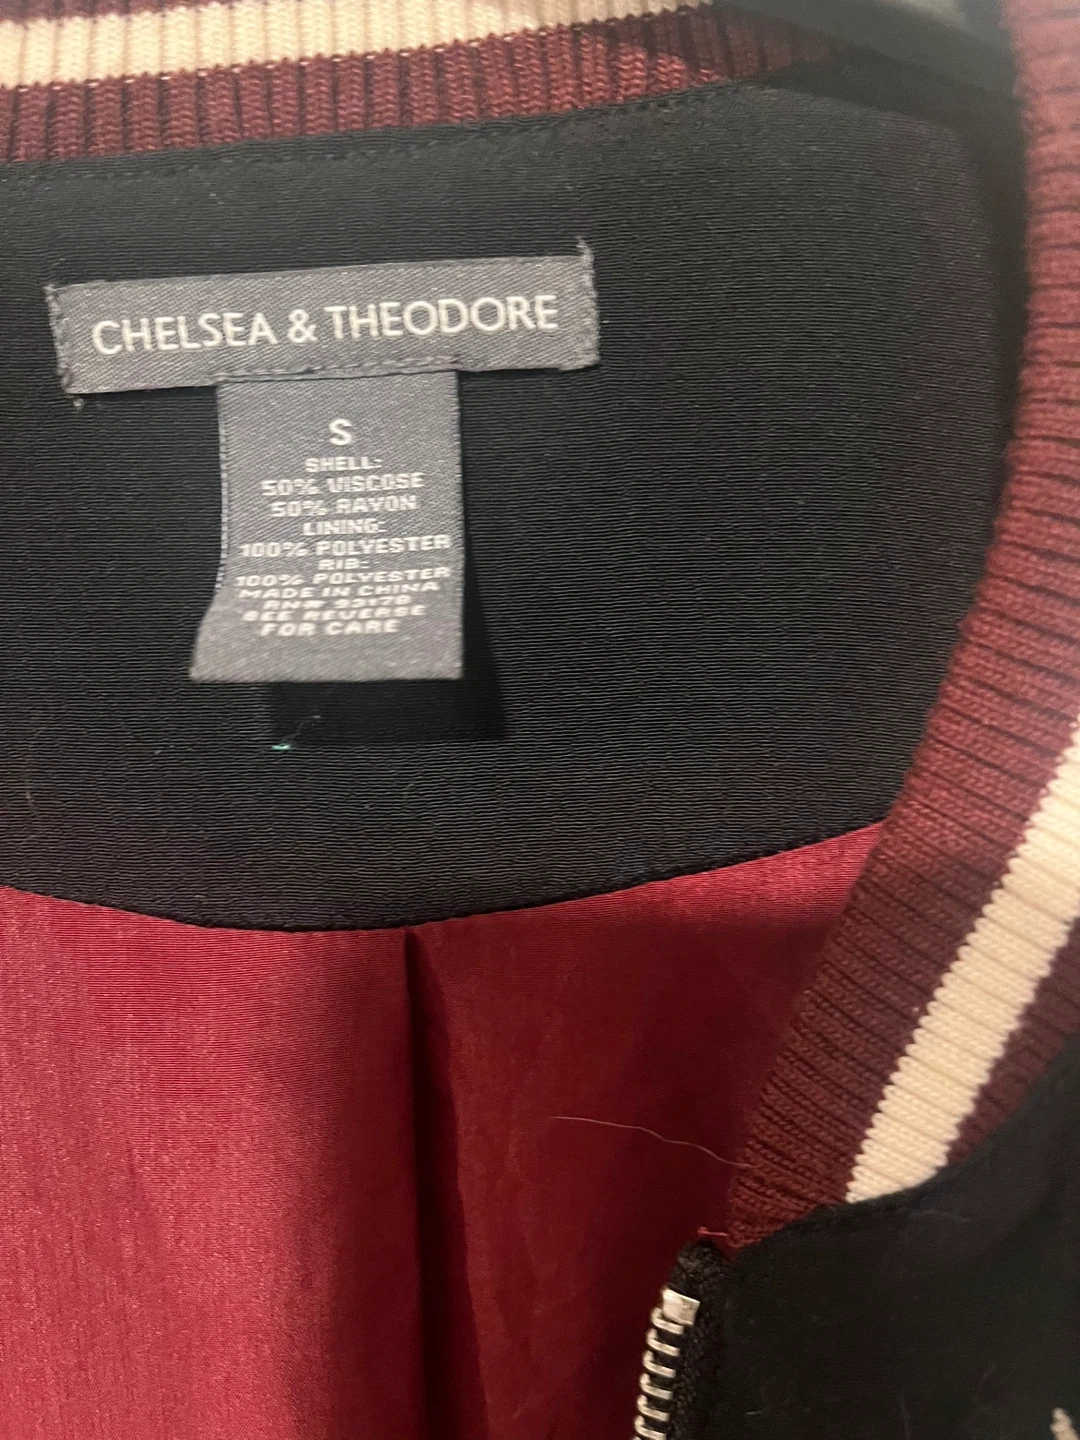 CHELSEA & THEODORE
S
SHELL:
50% VISCOSE
50% RAYON
LINING:
100% POLYESTER
RIB:
100% POLYESTER
MADE IN CHINA
RN#
SEE REVERSE
FOR CARE